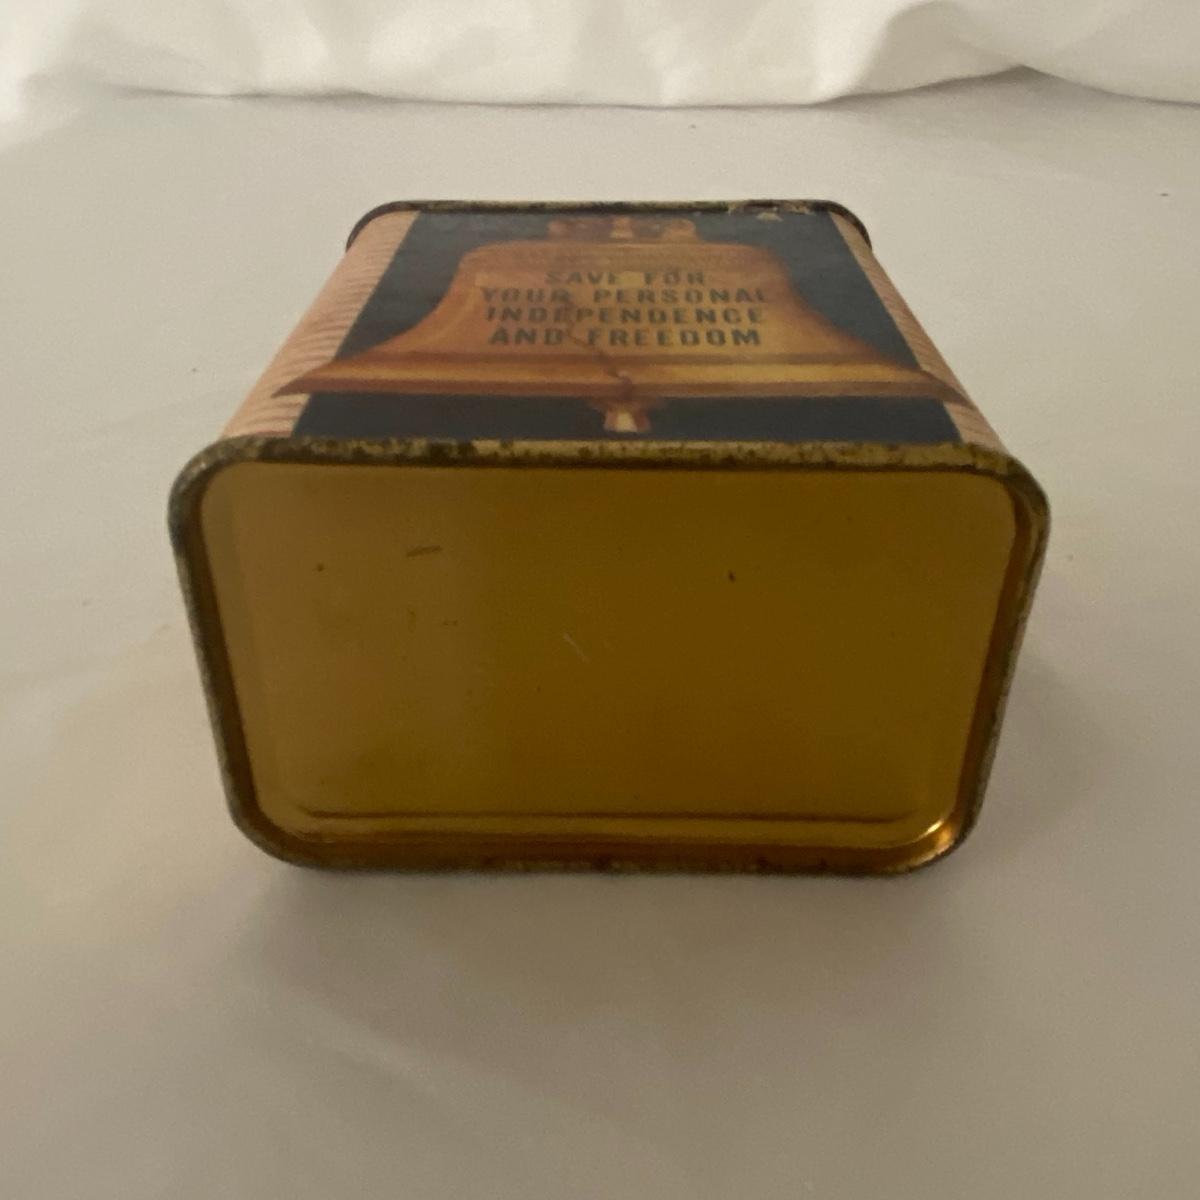 SAVE FOR
YOUR PERSONAL
INDEPENDENCE
AND FREEDOM